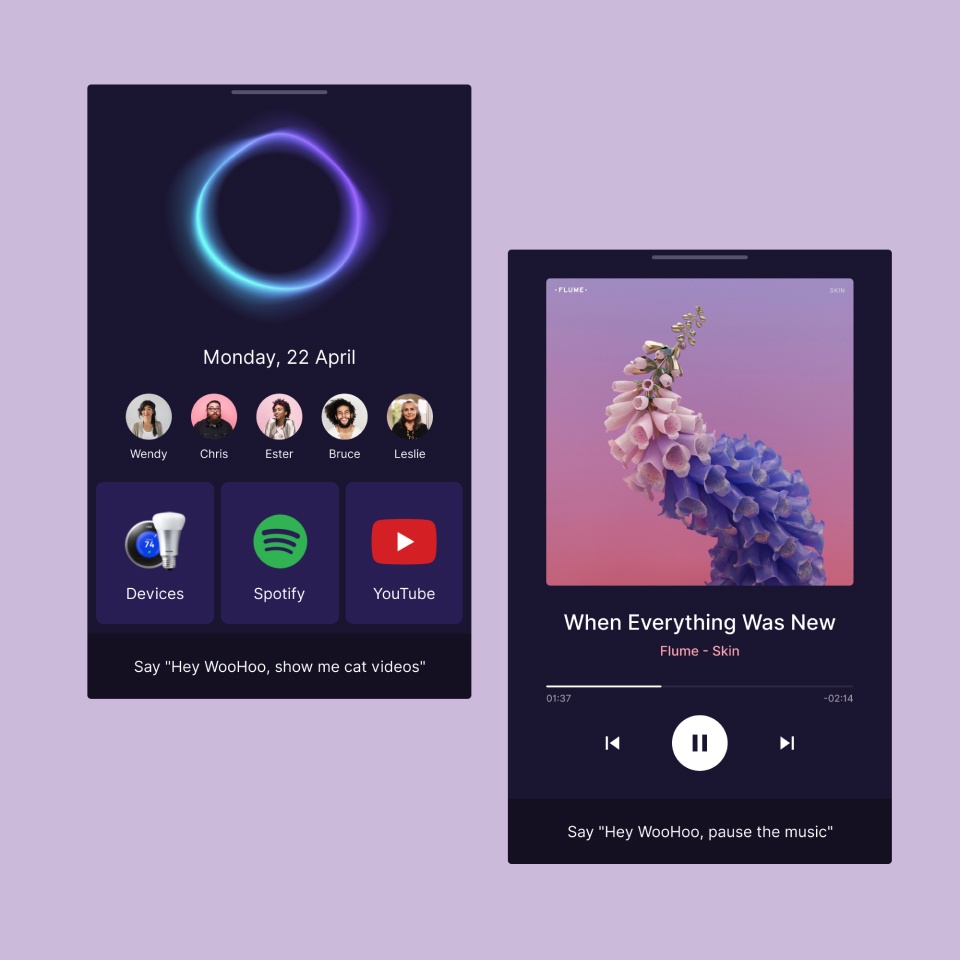 Monday, 22 April
Wendy
Chris
Ester
Bruce
Leslie
74
Devices
Spotify
YouTube
Say "Hey WooHoo, show me cat videos"
·FLUME·
SKIN
When Everything Was New
Flume - Skin
01:37
-02:14
Say "Hey WooHoo, pause the music"